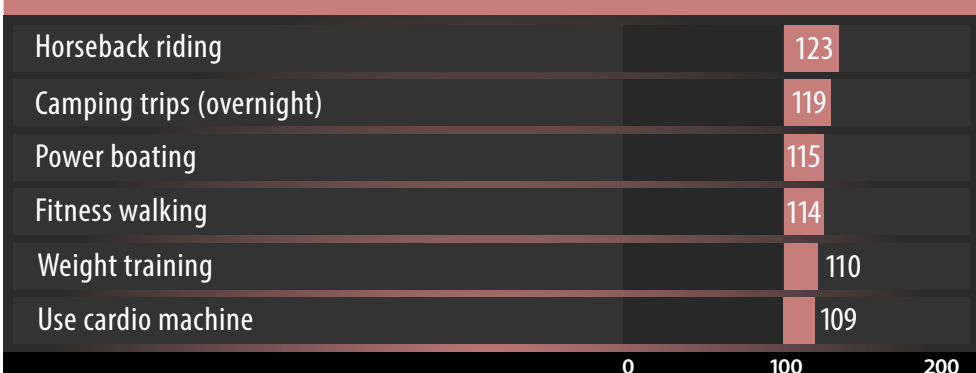 Horseback riding 123
Camping trips (overnight) 119
Power boating 115
Fitness walking 114
Weight training 110
Use cardio machine 109
0 100 200